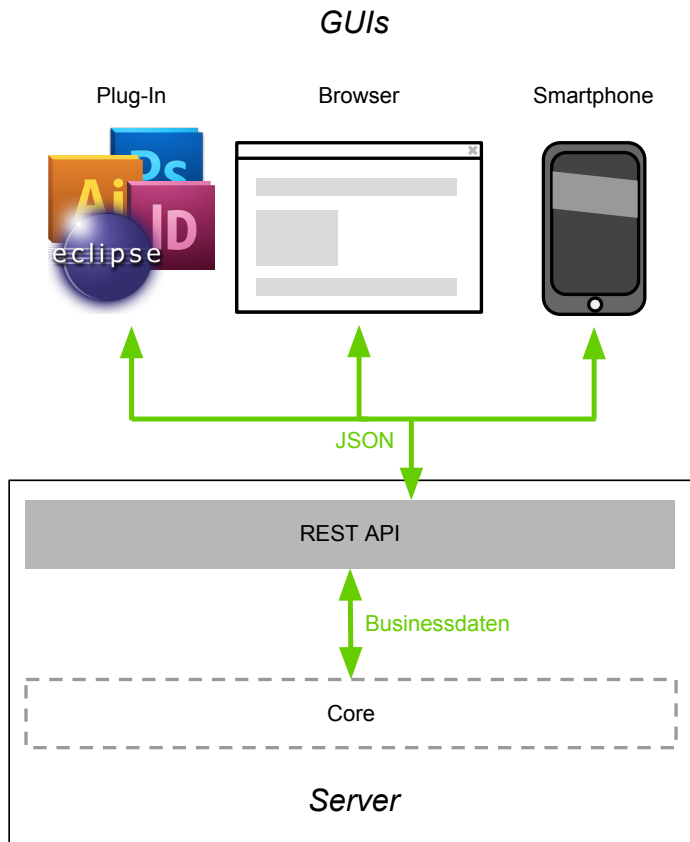 GUIs
Plug-In
Browser
Smartphone
Ps
Ai
ID
eclipse
JSON
REST API
Businessdaten
Core
Server